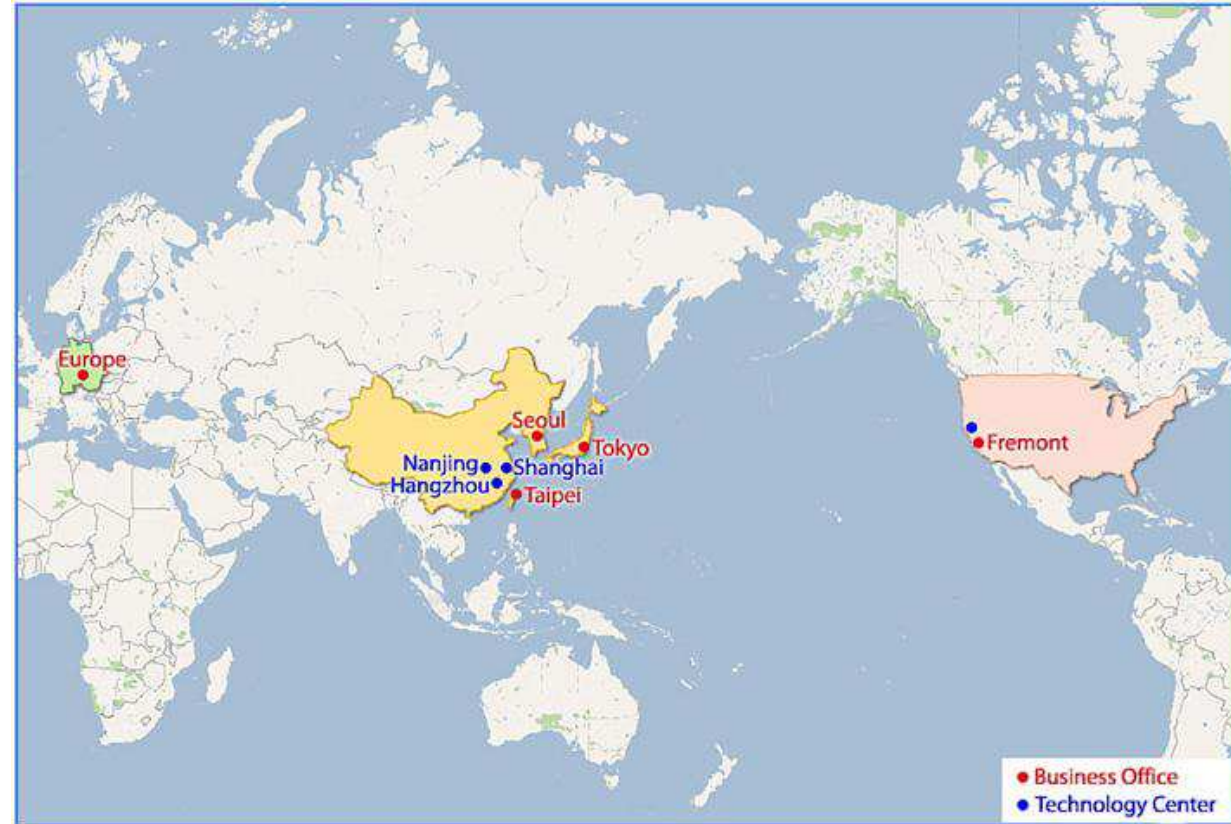 Europe
Seoul
Tokyo
Nanjing
Shanghai
Hangzhou
Taipei
Fremont
Business Office
Technology Center